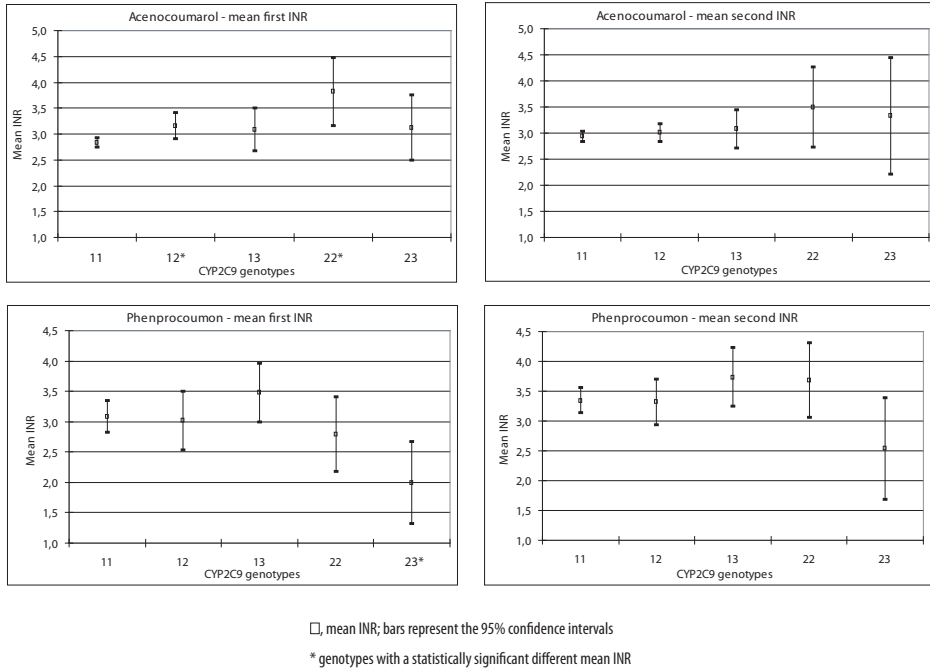 Acenocoumarol - mean first INR
5,0
4,5
4,0
3,5
3,0
2,5
2,0
1,5
1,0
Mean INR
11 12* 13 22* 23
CYP2C9 genotypes
Acenocoumarol - mean second INR
5,0
4,5
4,0
3,5
3,0
2,5
2,0
1,5
1,0
Mean INR
11 12 13 22 23
CYP2C9 genotypes
Phenprocoumon - mean first INR
4,5
4,0
3,5
3,0
2,5
2,0
1,5
1,0
Mean INR
11 12 13 22 23*
CYP2C9 genotypes
Phenprocoumon - mean second INR
4,5
4,0
3,5
3,0
2,5
2,0
1,5
1,0
Mean INR
11 12 13 22 23
CYP2C9 genotypes
□, mean INR; bars represent the 95% confidence intervals
* genotypes with a statistically significant different mean INR